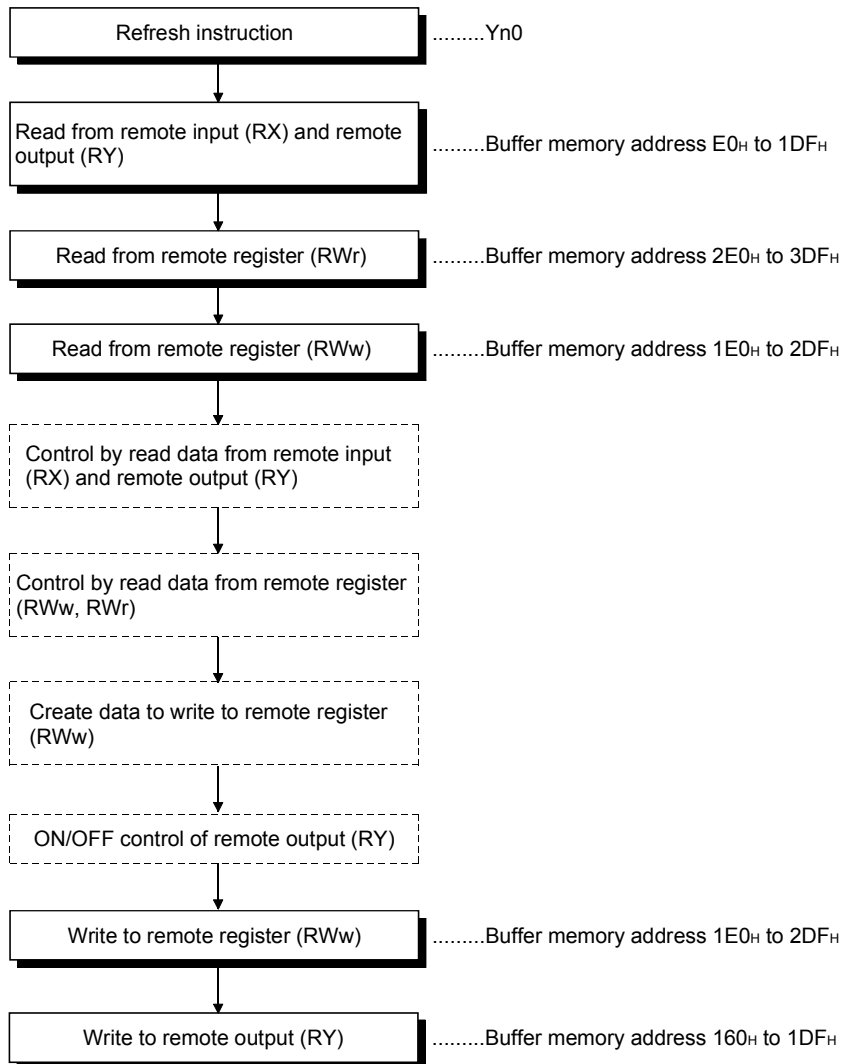 Refresh instruction .........Yn0
Read from remote input (RX) and remote
output (RY) .........Buffer memory address E0H to 1DFH
Read from remote register (RWr) .........Buffer memory address 2E0H to 3DFH
Read from remote register (RWw) .........Buffer memory address 1E0H to 2DFH
Control by read data from remote input
(RX) and remote output (RY)
Control by read data from remote register
(RWw, RWr)
Create data to write to remote register
(RWw)
ON/OFF control of remote output (RY)
Write to remote register (RWw) .........Buffer memory address 1E0H to 2DFH
Write to remote output (RY) .........Buffer memory address 160H to 1DFH